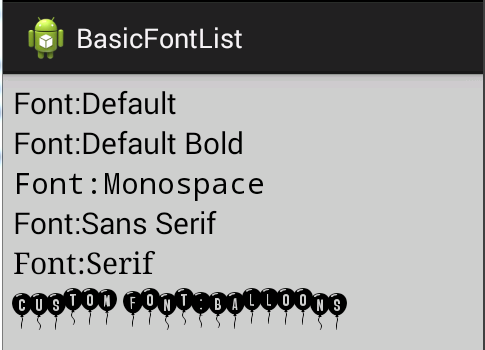 BasicFontList
Font:Default
Font:Default Bold
Font:Monospace
Font:Sans Serif
Font:Serif
CUSTOM FONT:BALLOONS